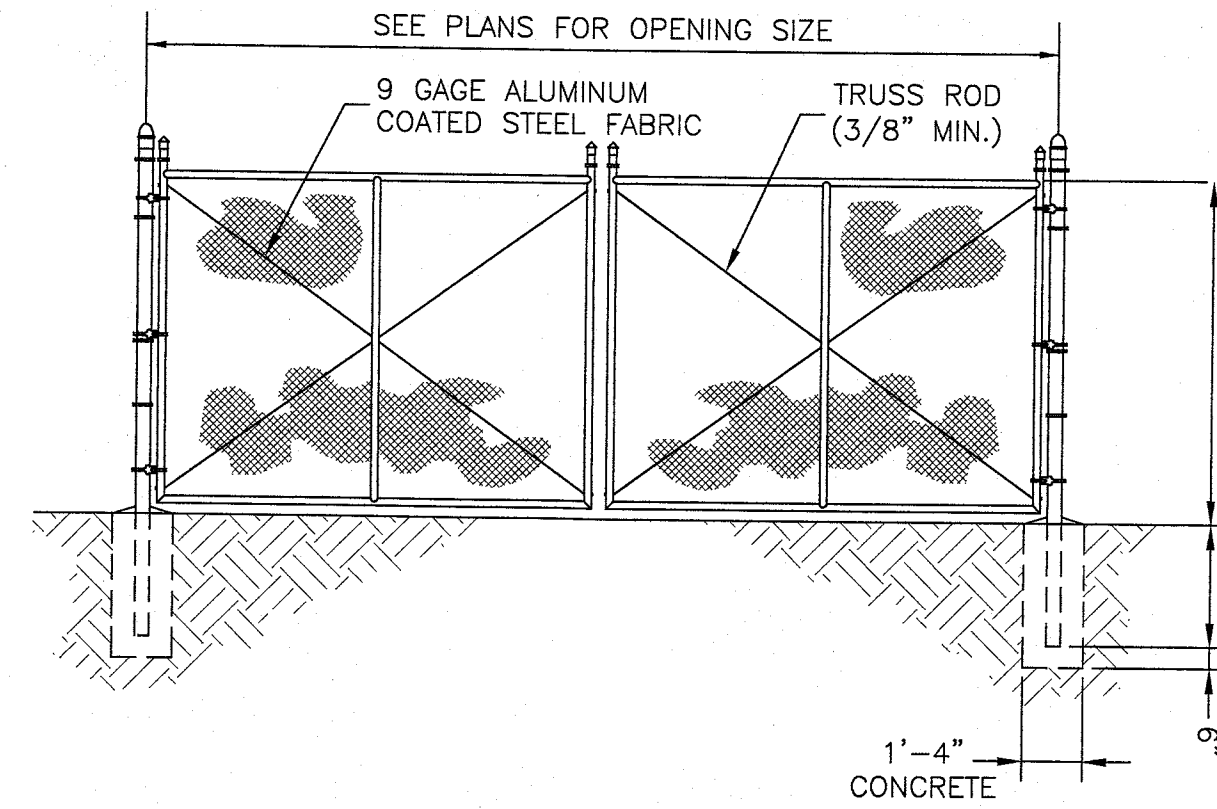 SEE PLANS FOR OPENING SIZE
9 GAGE ALUMINUM
COATED STEEL FABRIC
TRUSS ROD
(3/8" MIN.)
1'-4"
CONCRETE
6"